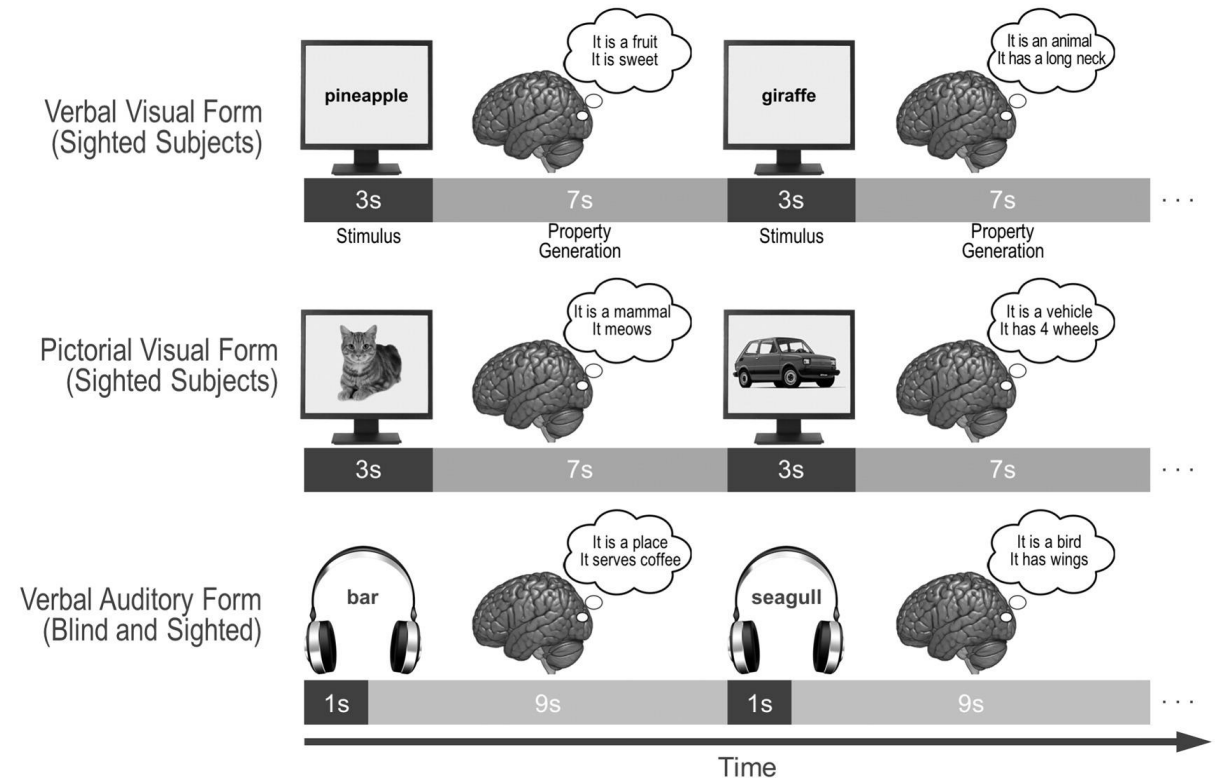 It is a fruit
It is sweet
It is an animal
It has a long neck
Verbal Visual Form
(Sighted Subjects)
pineapple
giraffe
3s
7s
3s
7s
. . .
Stimulus
Property
Generation
Stimulus
Property
Generation
It is a mammal
It meows
It is a vehicle
It has 4 wheels
Pictorial Visual Form
(Sighted Subjects)
3s
7s
3s
7s
. . .
It is a place
It serves coffee
It is a bird
It has wings
Verbal Auditory Form
(Blind and Sighted)
bar
seagull
1s
9s
1s
9s
. . .
Time